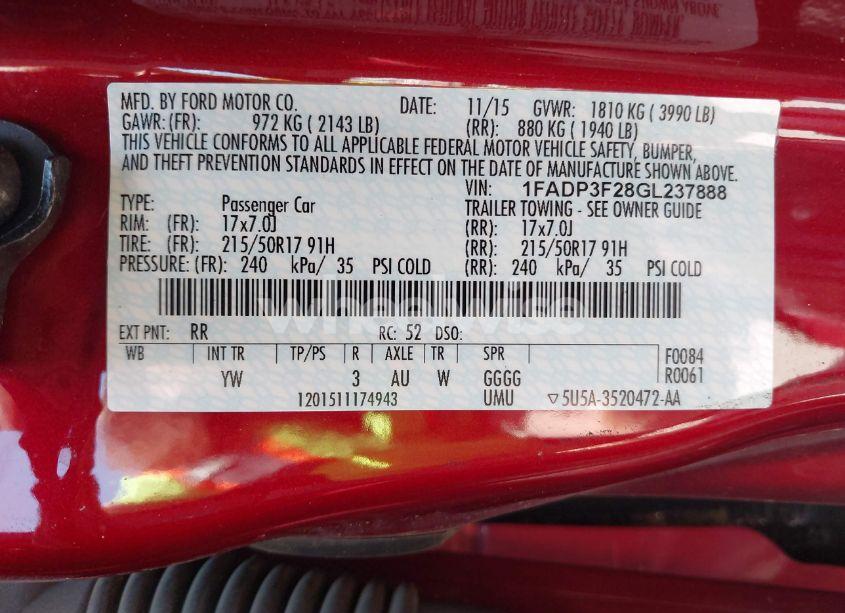 MFD. BY FORD MOTOR CO. DATE: 11/15 GVWR: 1810 KG ( 3990 LB)
GAWR: (FR): 972 KG ( 2143 LB) (RR): 880 KG ( 1940 LB)
THIS VEHICLE CONFORMS TO ALL APPLICABLE FEDERAL MOTOR VEHICLE SAFETY, BUMPER,
AND THEFT PREVENTION STANDARDS IN EFFECT ON THE DATE OF MANUFACTURE SHOWN ABOVE.
VIN: 1FADP3F28GL237888
TYPE: Passenger Car TRAILER TOWING - SEE OWNER GUIDE
RIM: (FR): 17x7.0J (RR): 17x7.0J
TIRE: (FR): 215/50R17 91H (RR): 215/50R17 91H
PRESSURE: (FR): 240 kPa/ 35 PSI COLD (RR): 240 kPa/ 35 PSI COLD
wheelwise
EXT PNT: RR RC: 52 DSO:
WB INT TR TP/PS R AXLE TR SPR F0084
YW 3 AU W GGGG R0061
1201511174943 UMU ▽5U5A-3520472-AA